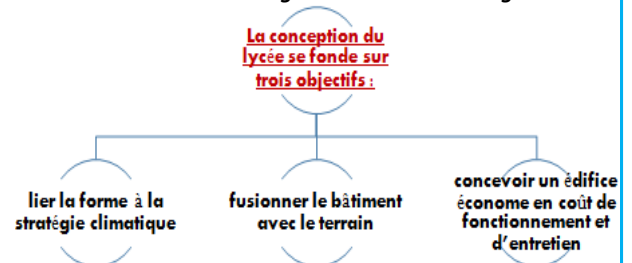 La conception du
lycée se fonde sur
trois objectifs :
lier la forme à la
stratégie climatique
fusionner le bâtiment
avec le terrain
concevoir un édifice
économe en coût de
fonctionnement et
d'entretien